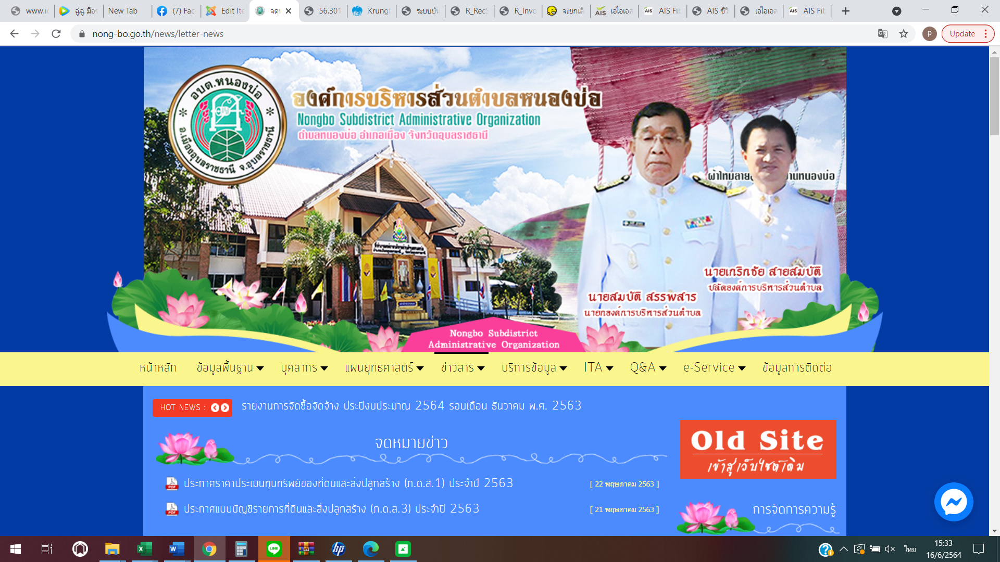 www.ic
ฉู่ฉู่ มือข
New Tab
(7) Fac
Edit Ite
จดห
56.301
Krungt
ระบบบัน
R_RecS
R_Invo
จะยกเลิ
เอไอเอส
AIS Fib
AIS ชีวิ
เอไอเอส
AIS Fib
nong-bo.go.th/news/letter-news
P
Update
อบต.หนองบ่อ
อ.เมืองอุบลราชธานี จ.อุบลราชธานี
องค์การบริหารส่วนตำบลหนองบ่อ
Nongbo Subdistrict Administrative Organization
ตำบลหนองบ่อ อำเภอเมือง จังหวัดอุบลราชธานี
นายเกริกชัย สายสมบัติ
ปลัดองค์การบริหารส่วนตำบล
นายสมบัติ สรรพสาร
นายกองค์การบริหารส่วนตำบล
Nongbo Subdistrict
Administrative Organization
หน้าหลัก
ข้อมูลพื้นฐาน
บุคลากร
แผนยุทธศาสตร์
ข่าวสาร
บริการข้อมูล
ITA
Q&A
e-Service
ข้อมูลการติดต่อ
HOT NEWS :
รายงานการจัดซื้อจัดจ้าง ประปีงบประมาณ 2564 รอบเดือน ธันวาคม พ.ศ. 2563
จดหมายข่าว
Old Site
เข้าสู่เว็บไซต์เดิม
ประกาศราคาประเมินทุนทรัพย์ของที่ดินและสิ่งปลูกสร้าง (ภ.ด.ส.1) ประจำปี 2563
[ 22 พฤษภาคม 2563 ]
ประกาศแบบบัญชีรายการที่ดินและสิ่งปลูกสร้าง (ภ.ด.ส.3) ประจำปี 2563
[ 21 พฤษภาคม 2563 ]
การจัดการความรู้
ไทย
15:33
16/6/2564